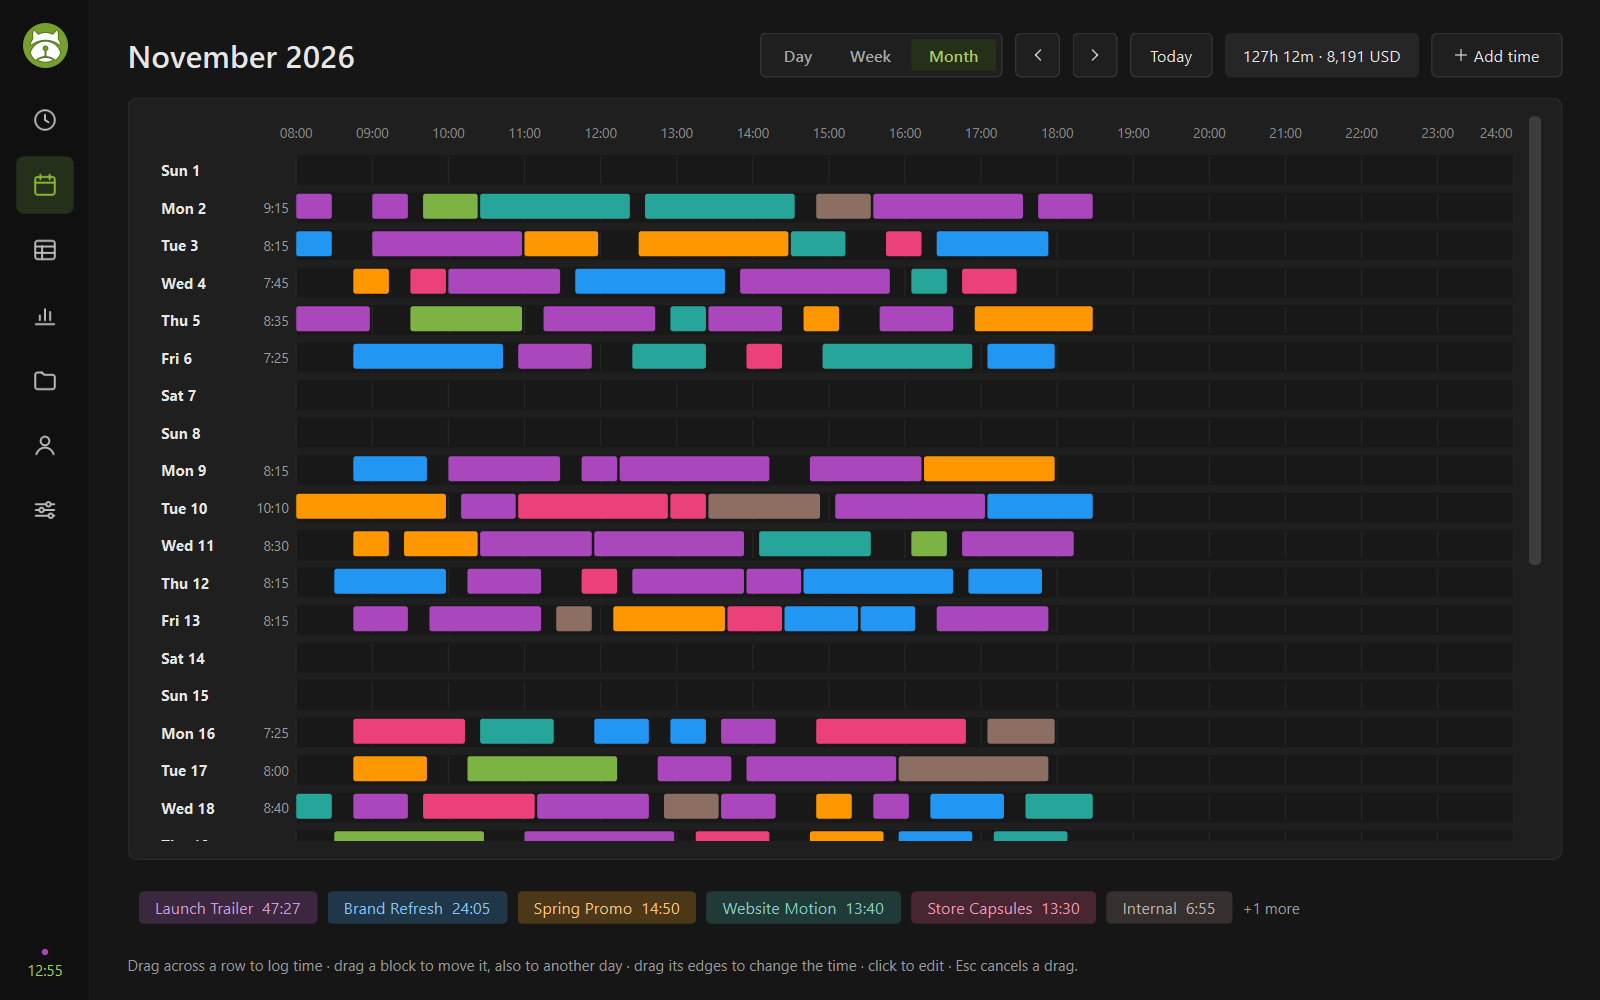 November 2026
Day Week Month Today 127h 12m · 8,191 USD + Add time
08:00 09:00 10:00 11:00 12:00 13:00 14:00 15:00 16:00 17:00 18:00 19:00 20:00 21:00 22:00 23:00 24:00
Sun 1
Mon 2 9:15
Tue 3 8:15
Wed 4 7:45
Thu 5 8:35
Fri 6 7:25
Sat 7
Sun 8
Mon 9 8:15
Tue 10 10:10
Wed 11 8:30
Thu 12 8:15
Fri 13 8:15
Sat 14
Sun 15
Mon 16 7:25
Tue 17 8:00
Wed 18 8:40
Launch Trailer 47:27 Brand Refresh 24:05 Spring Promo 14:50 Website Motion 13:40 Store Capsules 13:30 Internal 6:55 +1 more
12:55
Drag across a row to log time · drag a block to move it, also to another day · drag its edges to change the time · click to edit · Esc cancels a drag.